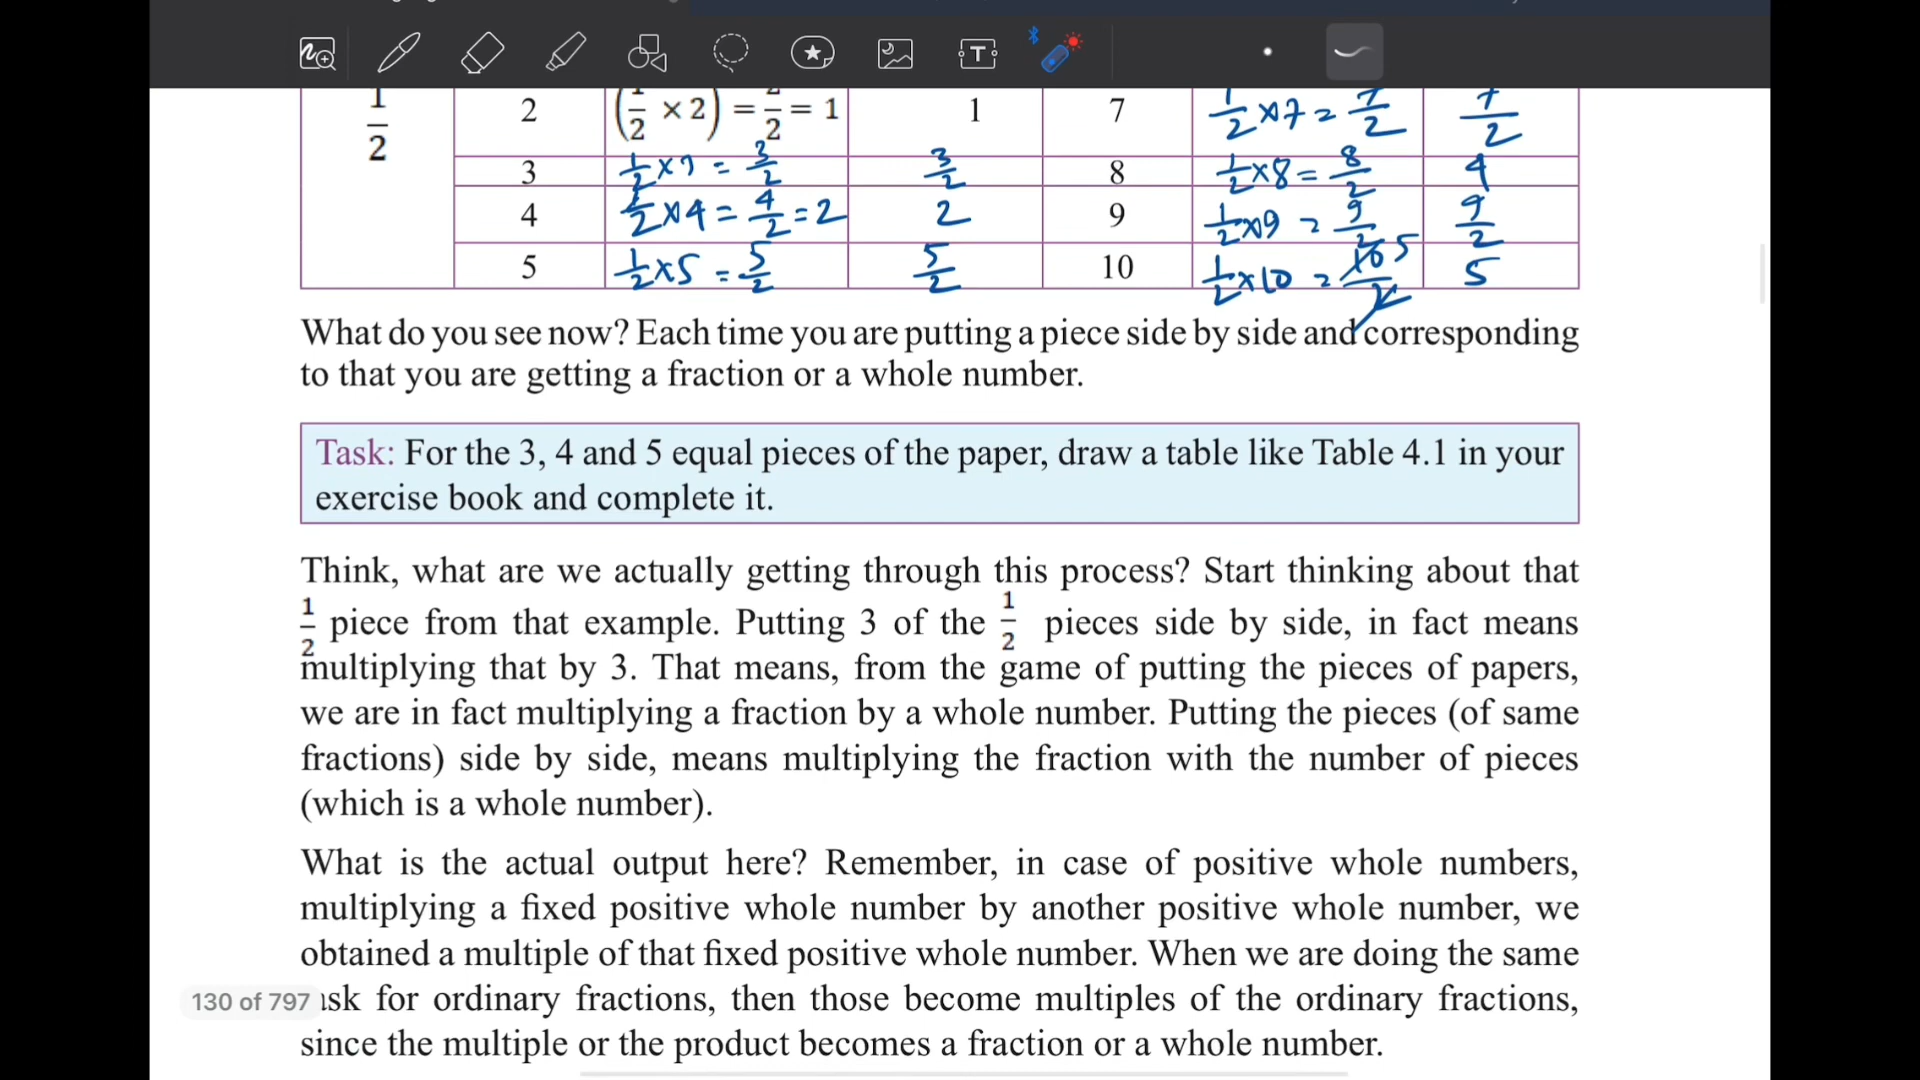 1/2 2 (1/2 × 2) = 2/2 = 1 1 7 1/2 × 7 = 7/2 7/2
3 1/2 × 3 = 3/2 3/2 8 1/2 × 8 = 8/2 4
4 1/2 × 4 = 4/2 = 2 2 9 1/2 × 9 = 9/2 9/2
5 1/2 × 5 = 5/2 5/2 10 1/2 × 10 = 10/2 5 5
What do you see now? Each time you are putting a piece side by side and corresponding
to that you are getting a fraction or a whole number.
Task: For the 3, 4 and 5 equal pieces of the paper, draw a table like Table 4.1 in your
exercise book and complete it.
Think, what are we actually getting through this process? Start thinking about that
1/2 piece from that example. Putting 3 of the 1/2 pieces side by side, in fact means
multiplying that by 3. That means, from the game of putting the pieces of papers,
we are in fact multiplying a fraction by a whole number. Putting the pieces (of same
fractions) side by side, means multiplying the fraction with the number of pieces
(which is a whole number).
What is the actual output here? Remember, in case of positive whole numbers,
multiplying a fixed positive whole number by another positive whole number, we
obtained a multiple of that fixed positive whole number. When we are doing the same
130 of 797 sk for ordinary fractions, then those become multiples of the ordinary fractions,
since the multiple or the product becomes a fraction or a whole number.